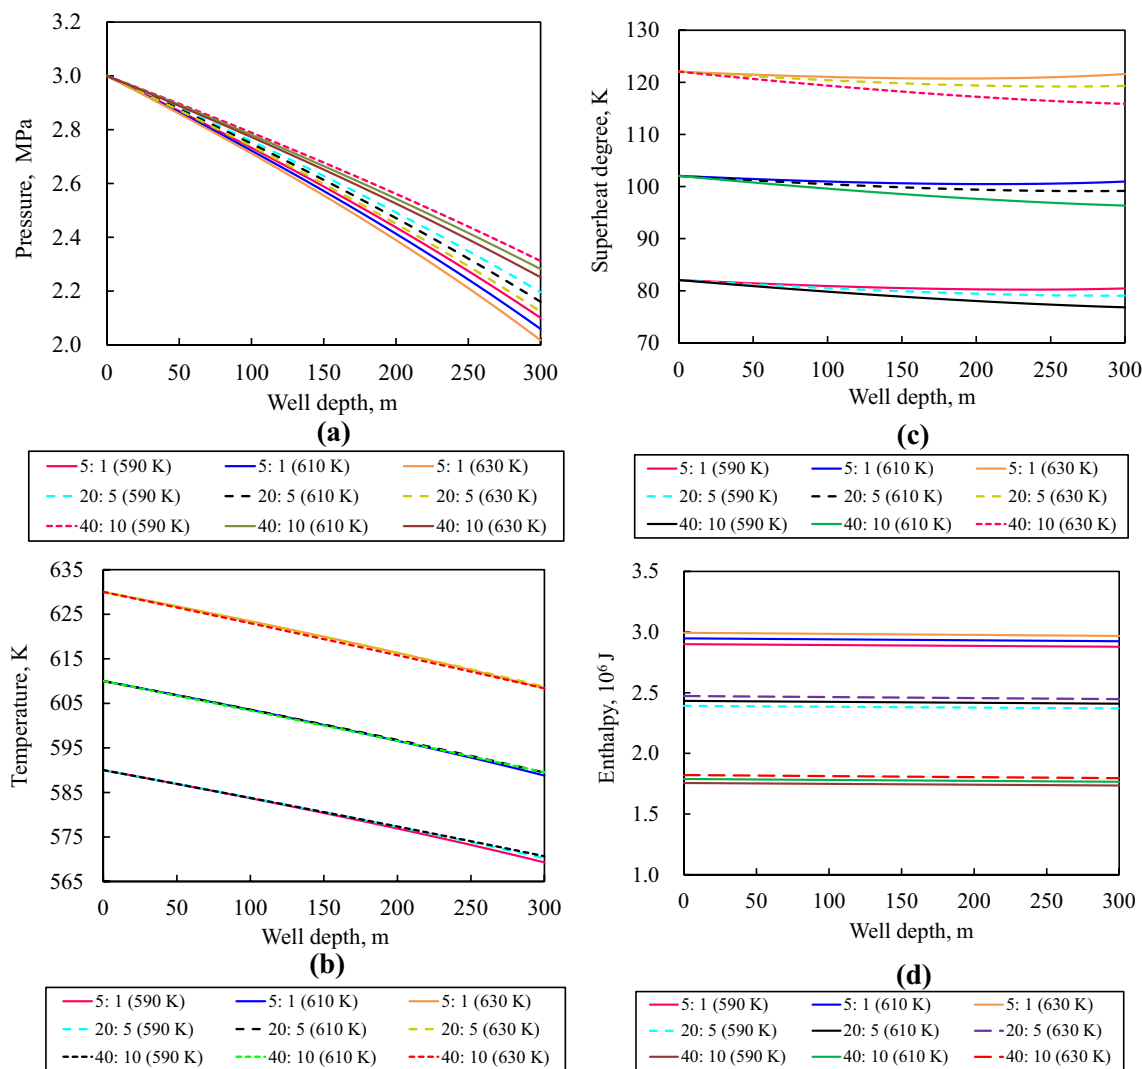 3.2
3.0
2.8
2.6
2.4
2.2
2.0
Pressure, MPa
0 50 100 150 200 250 300
Well depth, m
(a)
5: 1 (590 K) 5: 1 (610 K) 5: 1 (630 K)
20: 5 (590 K) 20: 5 (610 K) 20: 5 (630 K)
40: 10 (590 K) 40: 10 (610 K) 40: 10 (630 K)
130
120
110
100
90
80
70
Superheat degree, K
0 50 100 150 200 250 300
Well depth, m
(c)
5: 1 (590 K) 5: 1 (610 K) 5: 1 (630 K)
20: 5 (590 K) 20: 5 (610 K) 20: 5 (630 K)
40: 10 (590 K) 40: 10 (610 K) 40: 10 (630 K)
635
625
615
605
595
585
575
565
Temperature, K
0 50 100 150 200 250 300
Well depth, m
(b)
5: 1 (590 K) 5: 1 (610 K) 5: 1 (630 K)
20: 5 (590 K) 20: 5 (610 K) 20: 5 (630 K)
40: 10 (590 K) 40: 10 (610 K) 40: 10 (630 K)
3.5
3.0
2.5
2.0
1.5
1.0
Enthalpy, 10⁶ J
0 50 100 150 200 250 300
Well depth, m
(d)
5: 1 (590 K) 5: 1 (610 K) 5: 1 (630 K)
20: 5 (590 K) 20: 5 (610 K) 20: 5 (630 K)
40: 10 (590 K) 40: 10 (610 K) 40: 10 (630 K)